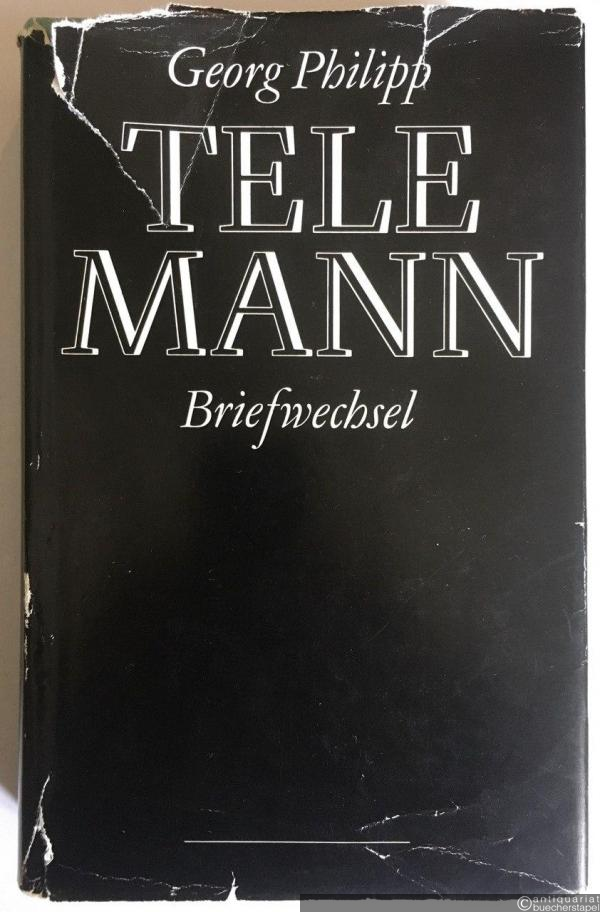 Georg Philipp
TELE
MANN
Briefwechsel
©antiquariat
buecherstapel